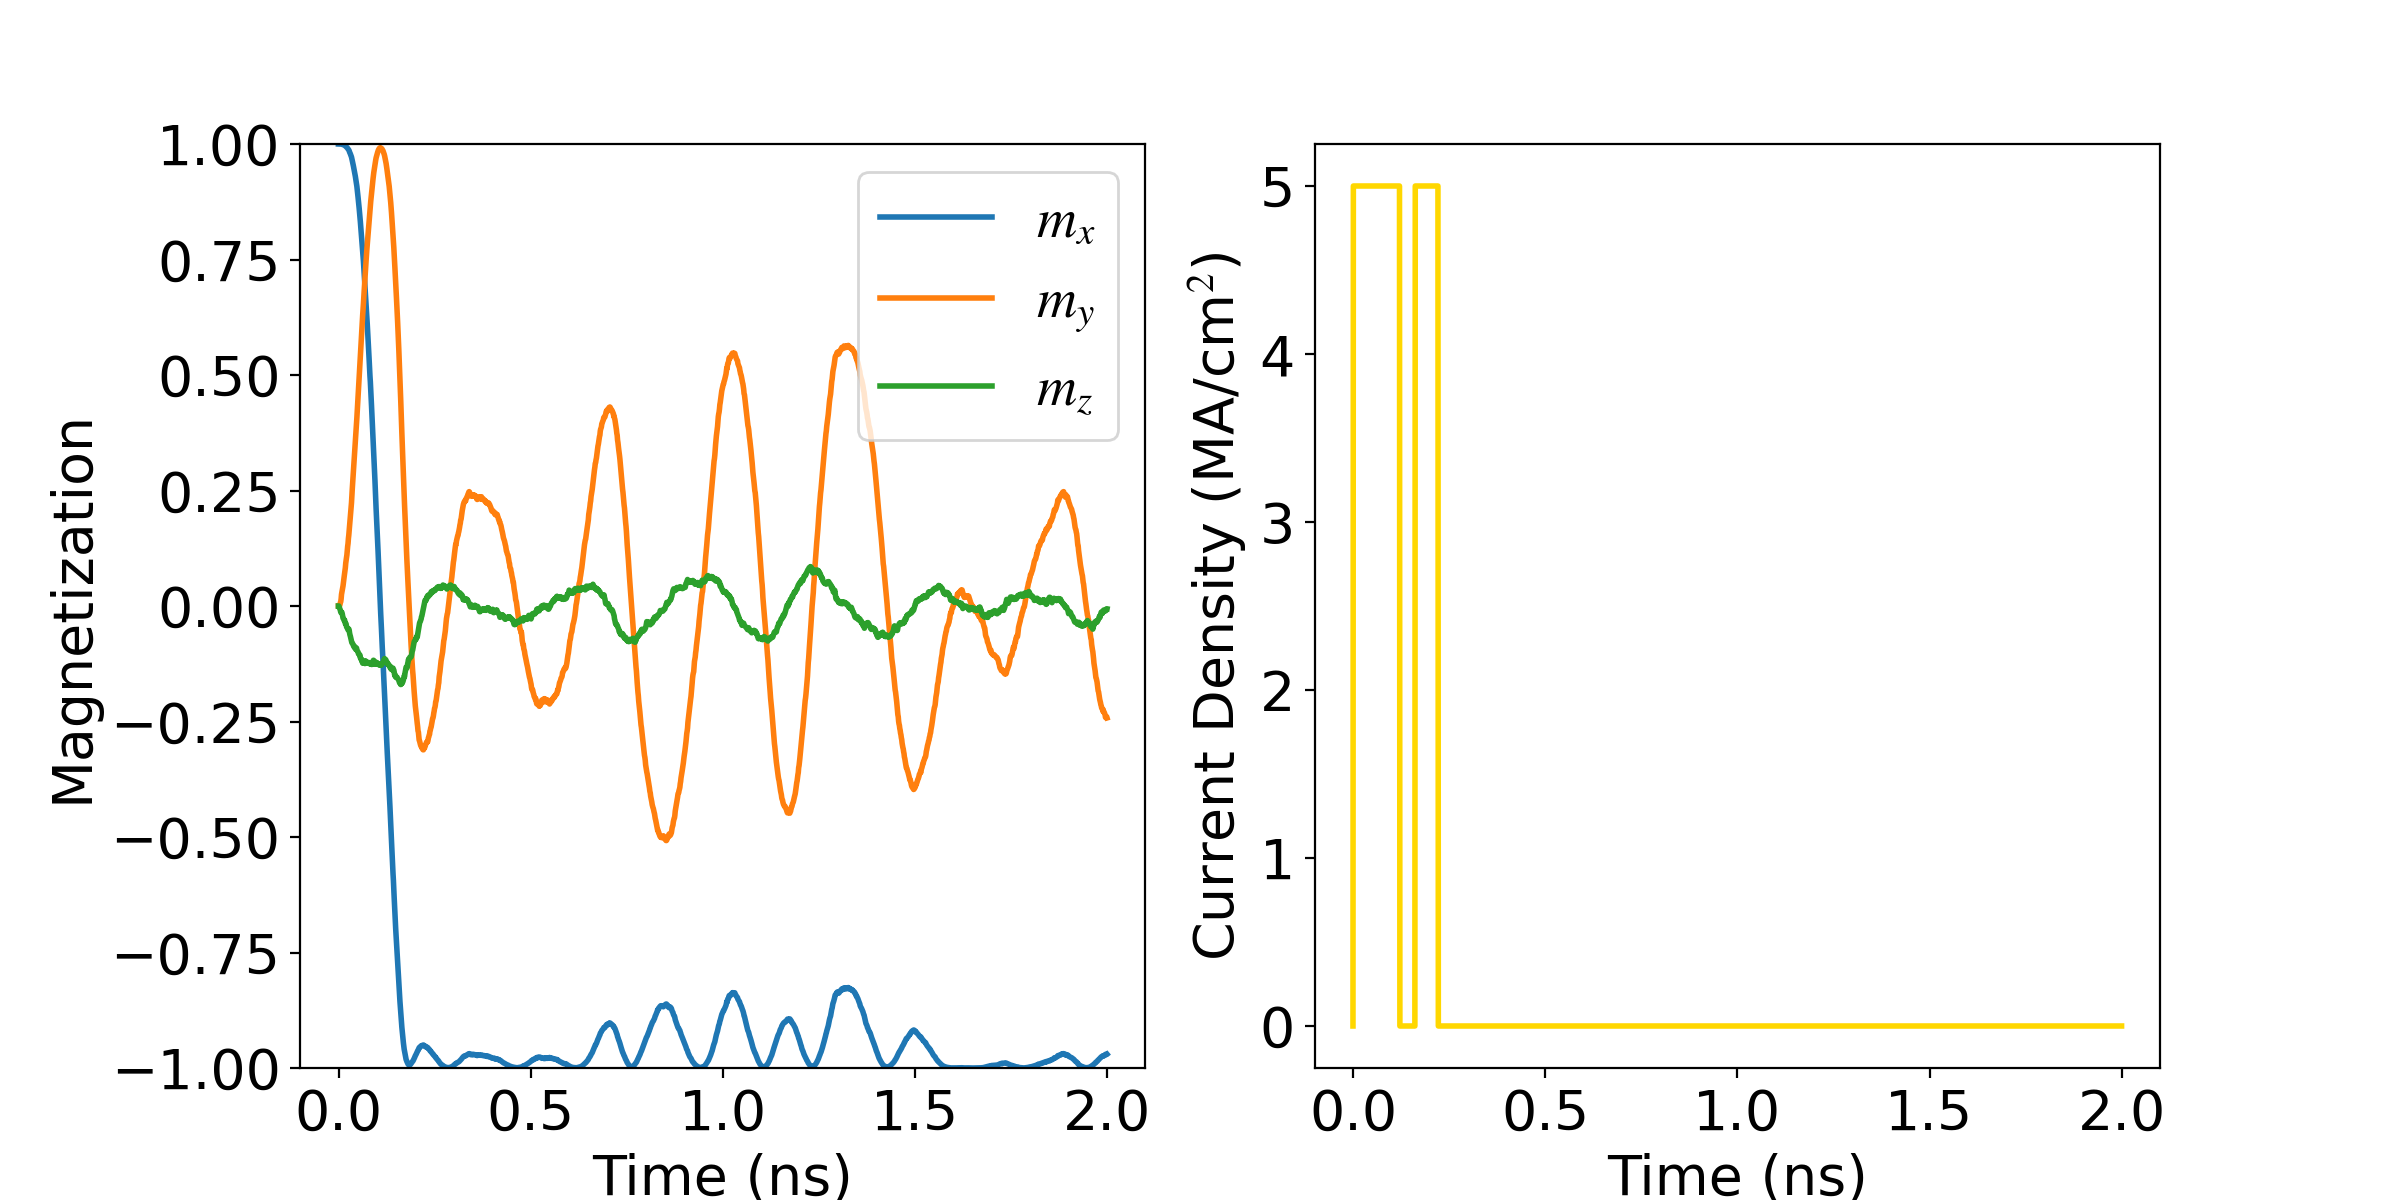 1.00
0.75
0.50
0.25
0.00
−0.25
−0.50
−0.75
−1.00
Magnetization
0.0 0.5 1.0 1.5 2.0
Time (ns)
m_x
m_y
m_z
5
4
3
2
1
0
Current Density (MA/cm²)
0.0 0.5 1.0 1.5 2.0
Time (ns)